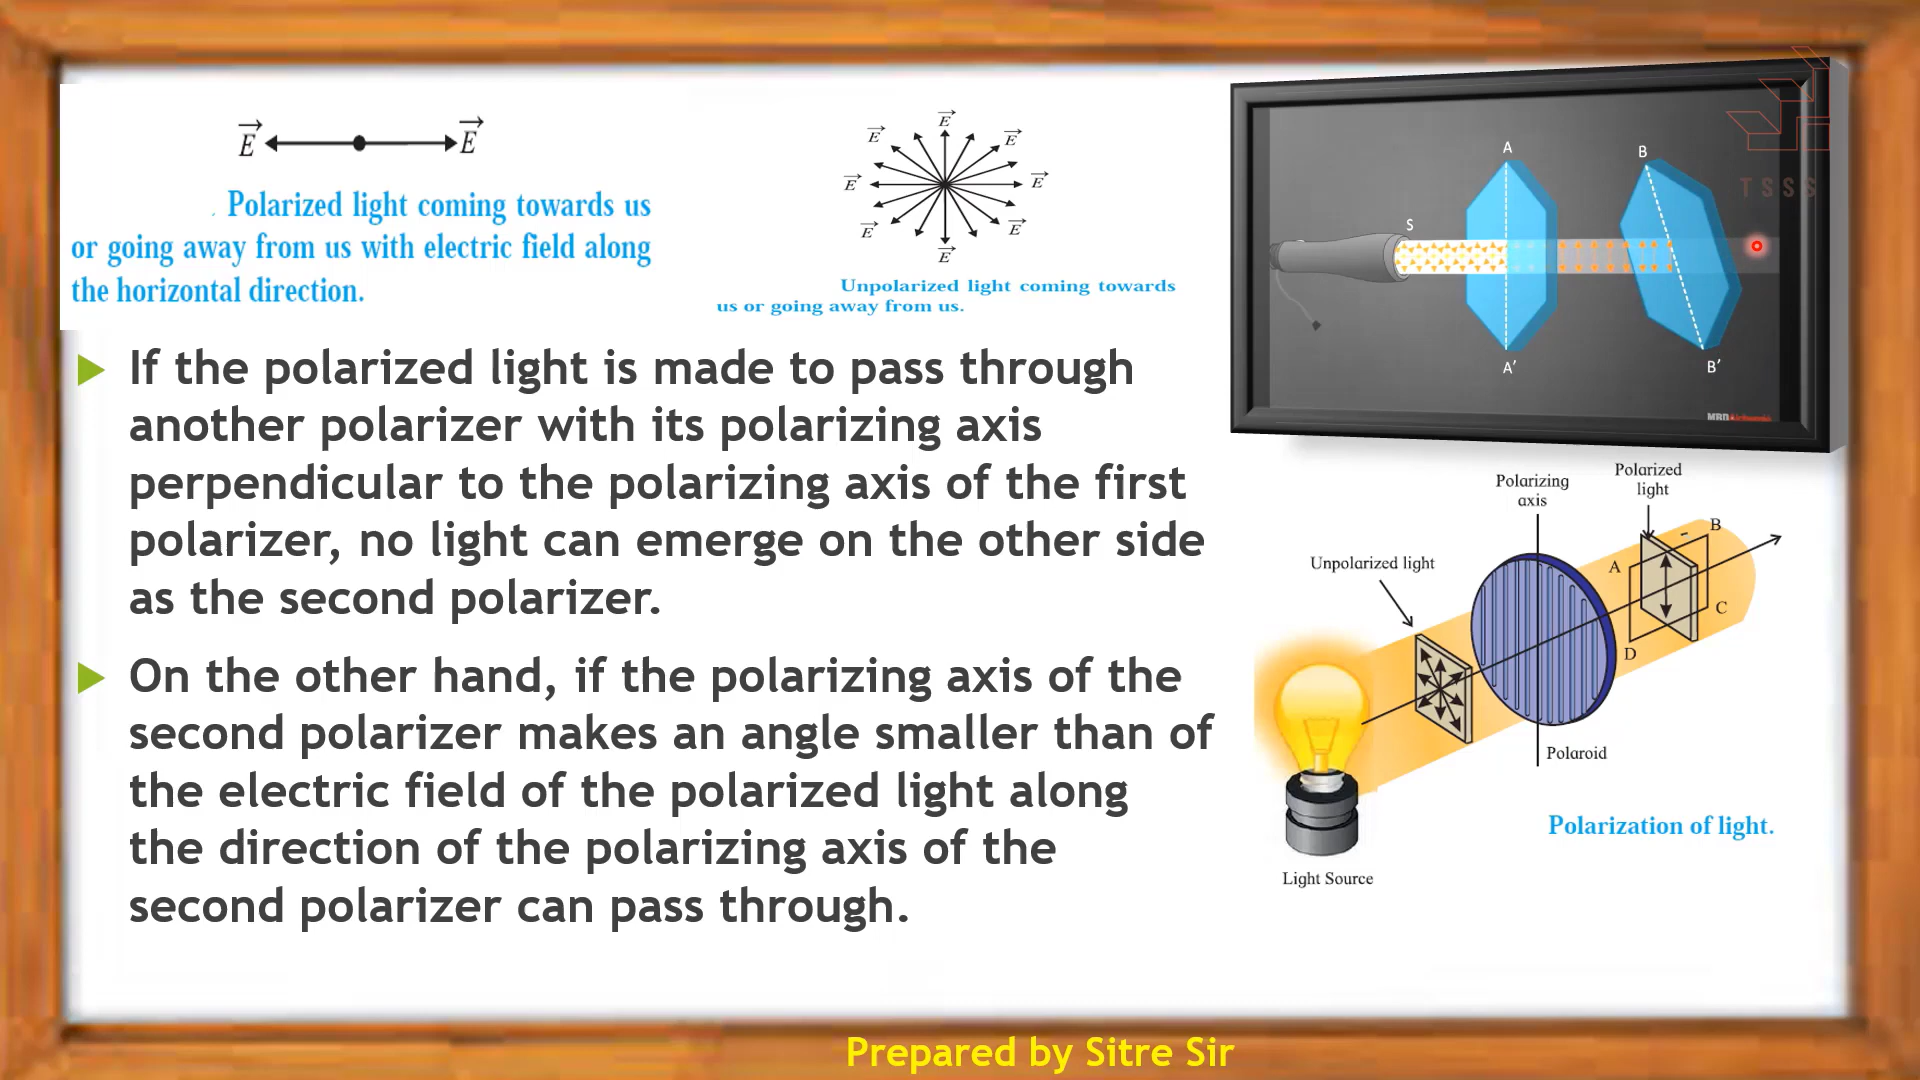 E E
. Polarized light coming towards us
or going away from us with electric field along
the horizontal direction.
E
E E
E E
E E
E
Unpolarized light coming towards
us or going away from us.
If the polarized light is made to pass through
another polarizer with its polarizing axis
perpendicular to the polarizing axis of the first
polarizer, no light can emerge on the other side
as the second polarizer.
On the other hand, if the polarizing axis of the
second polarizer makes an angle smaller than of
the electric field of the polarized light along
the direction of the polarizing axis of the
second polarizer can pass through.
A
B
TSSS
S
A'
B'
Polarizing
axis
Polarized
light
B
Unpolarized light
A
C
D
Polaroid
Polarization of light.
Light Source
Prepared by Sitre Sir